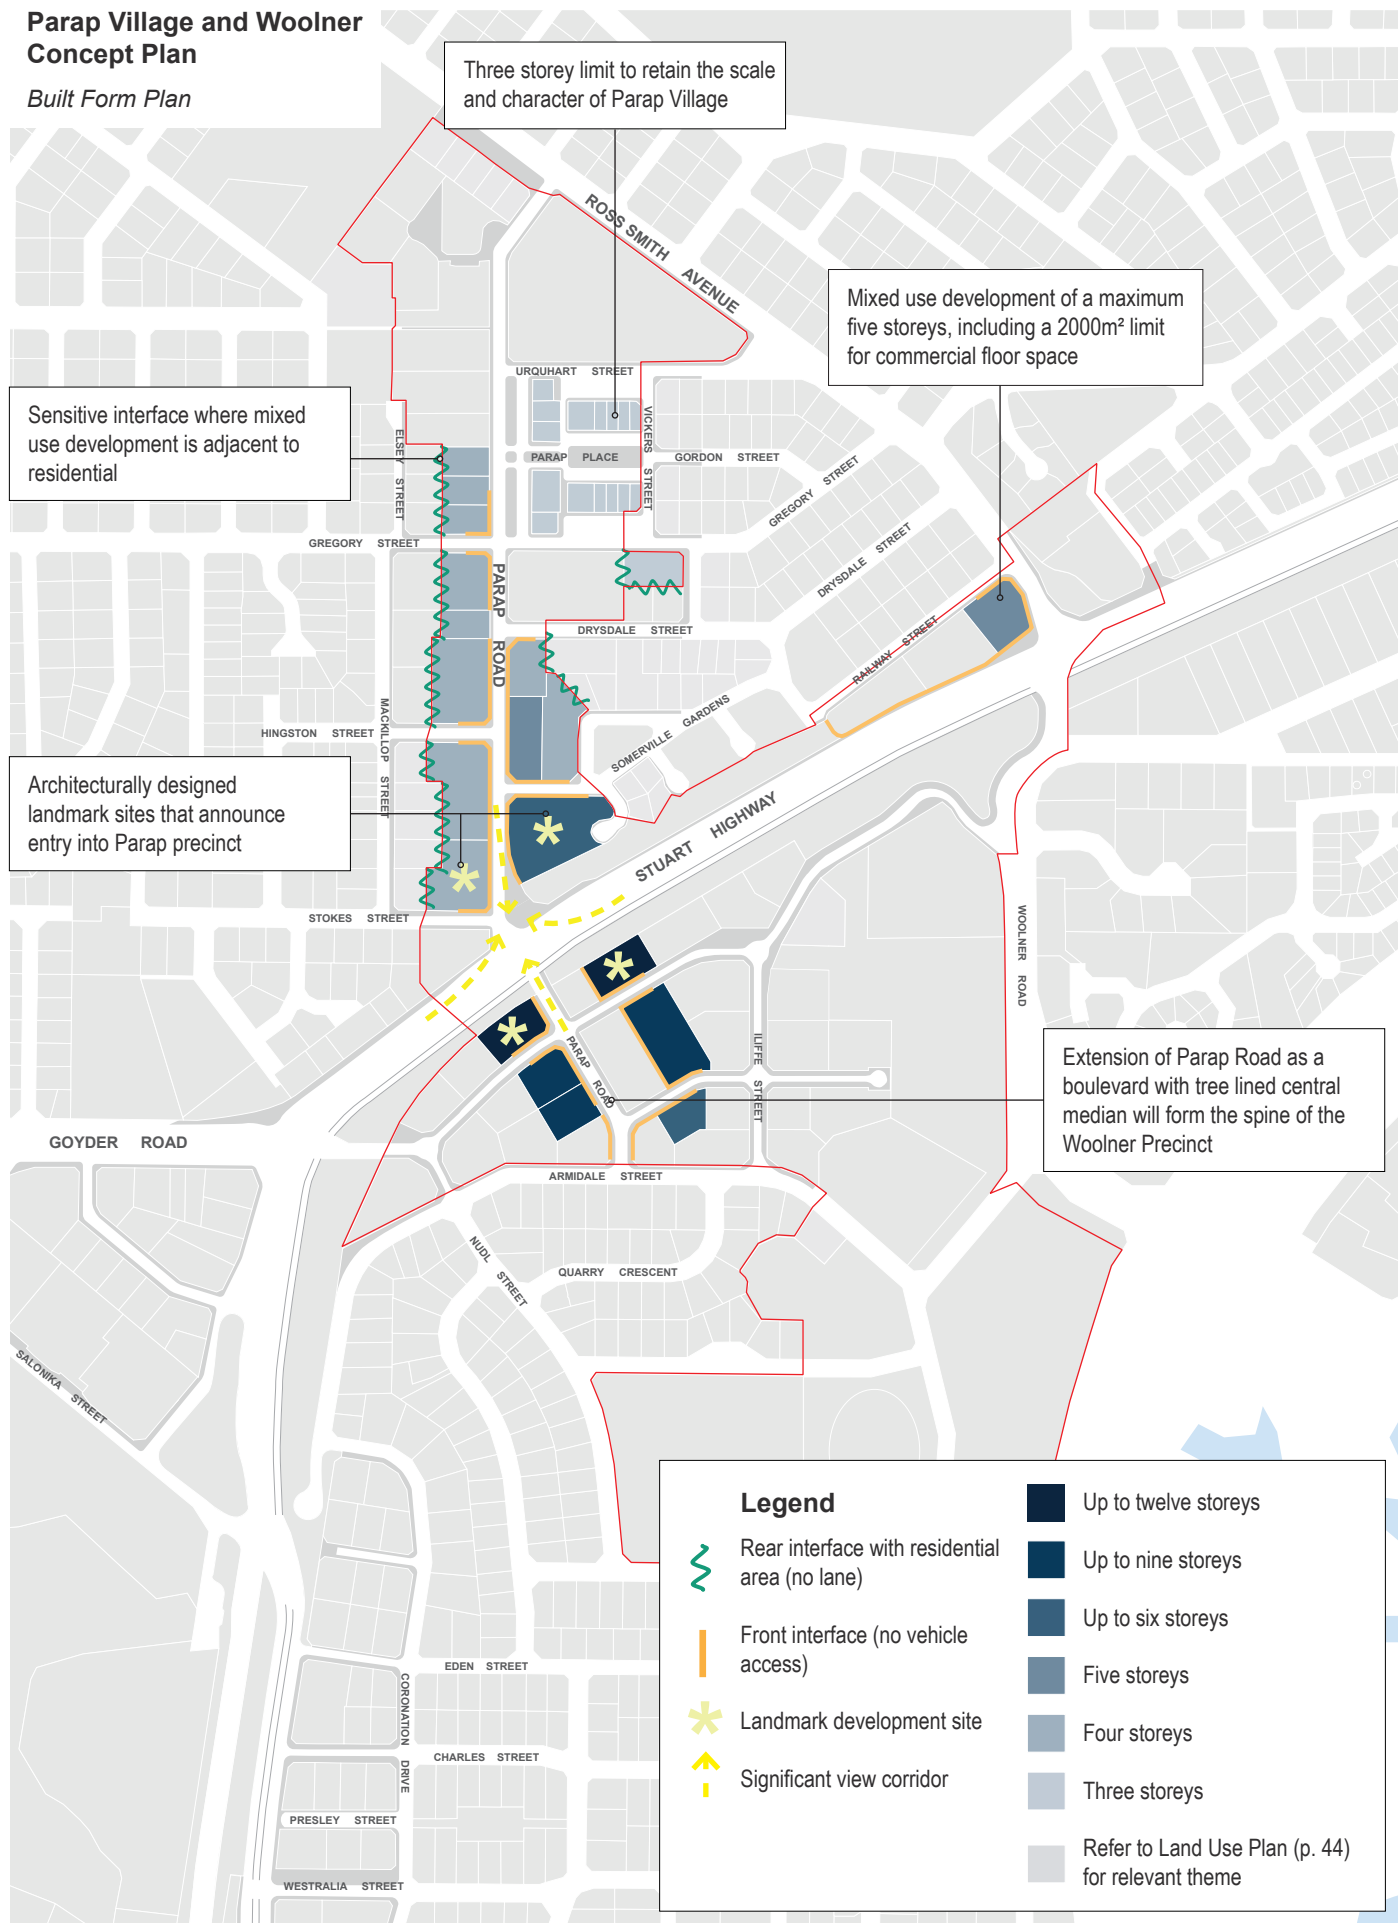 Parap Village and Woolner
Concept Plan
Built Form Plan
Three storey limit to retain the scale
and character of Parap Village
ROSS SMITH AVENUE
Mixed use development of a maximum
five storeys, including a 2000m² limit
for commercial floor space
URQUHART STREET
Sensitive interface where mixed
use development is adjacent to
residential
ELSEY STREET
VICKERS STREET
PARAP PLACE
GORDON STREET
GREGORY STREET
GREGORY STREET
DRYSDALE STREET
PARAP ROAD
DRYSDALE STREET
RAILWAY STREET
MACKILLOP STREET
HINGSTON STREET
SOMERVILLE GARDENS
Architecturally designed
landmark sites that announce
entry into Parap precinct
STUART HIGHWAY
STOKES STREET
WOOLNER ROAD
PARAP ROAD
ILIFFE STREET
Extension of Parap Road as a
boulevard with tree lined central
median will form the spine of the
Woolner Precinct
GOYDER ROAD
ARMIDALE STREET
NUDL STREET
QUARRY CRESCENT
SALONIKA STREET
EDEN STREET
CORONATION DRIVE
CHARLES STREET
PRESLEY STREET
WESTRALIA STREET
Legend
Rear interface with residential
area (no lane)
Front interface (no vehicle
access)
Landmark development site
Significant view corridor
Up to twelve storeys
Up to nine storeys
Up to six storeys
Five storeys
Four storeys
Three storeys
Refer to Land Use Plan (p. 44)
for relevant theme